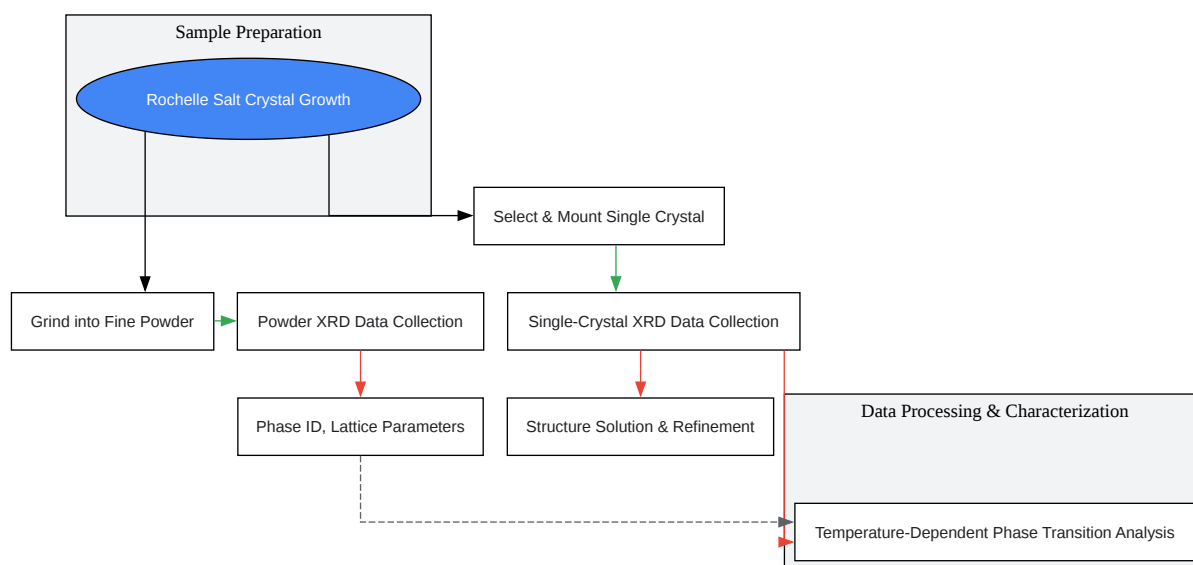 Sample Preparation
Rochelle Salt Crystal Growth
Select & Mount Single Crystal
Grind into Fine Powder
Powder XRD Data Collection
Single-Crystal XRD Data Collection
Phase ID, Lattice Parameters
Structure Solution & Refinement
Data Processing & Characterization
Temperature-Dependent Phase Transition Analysis